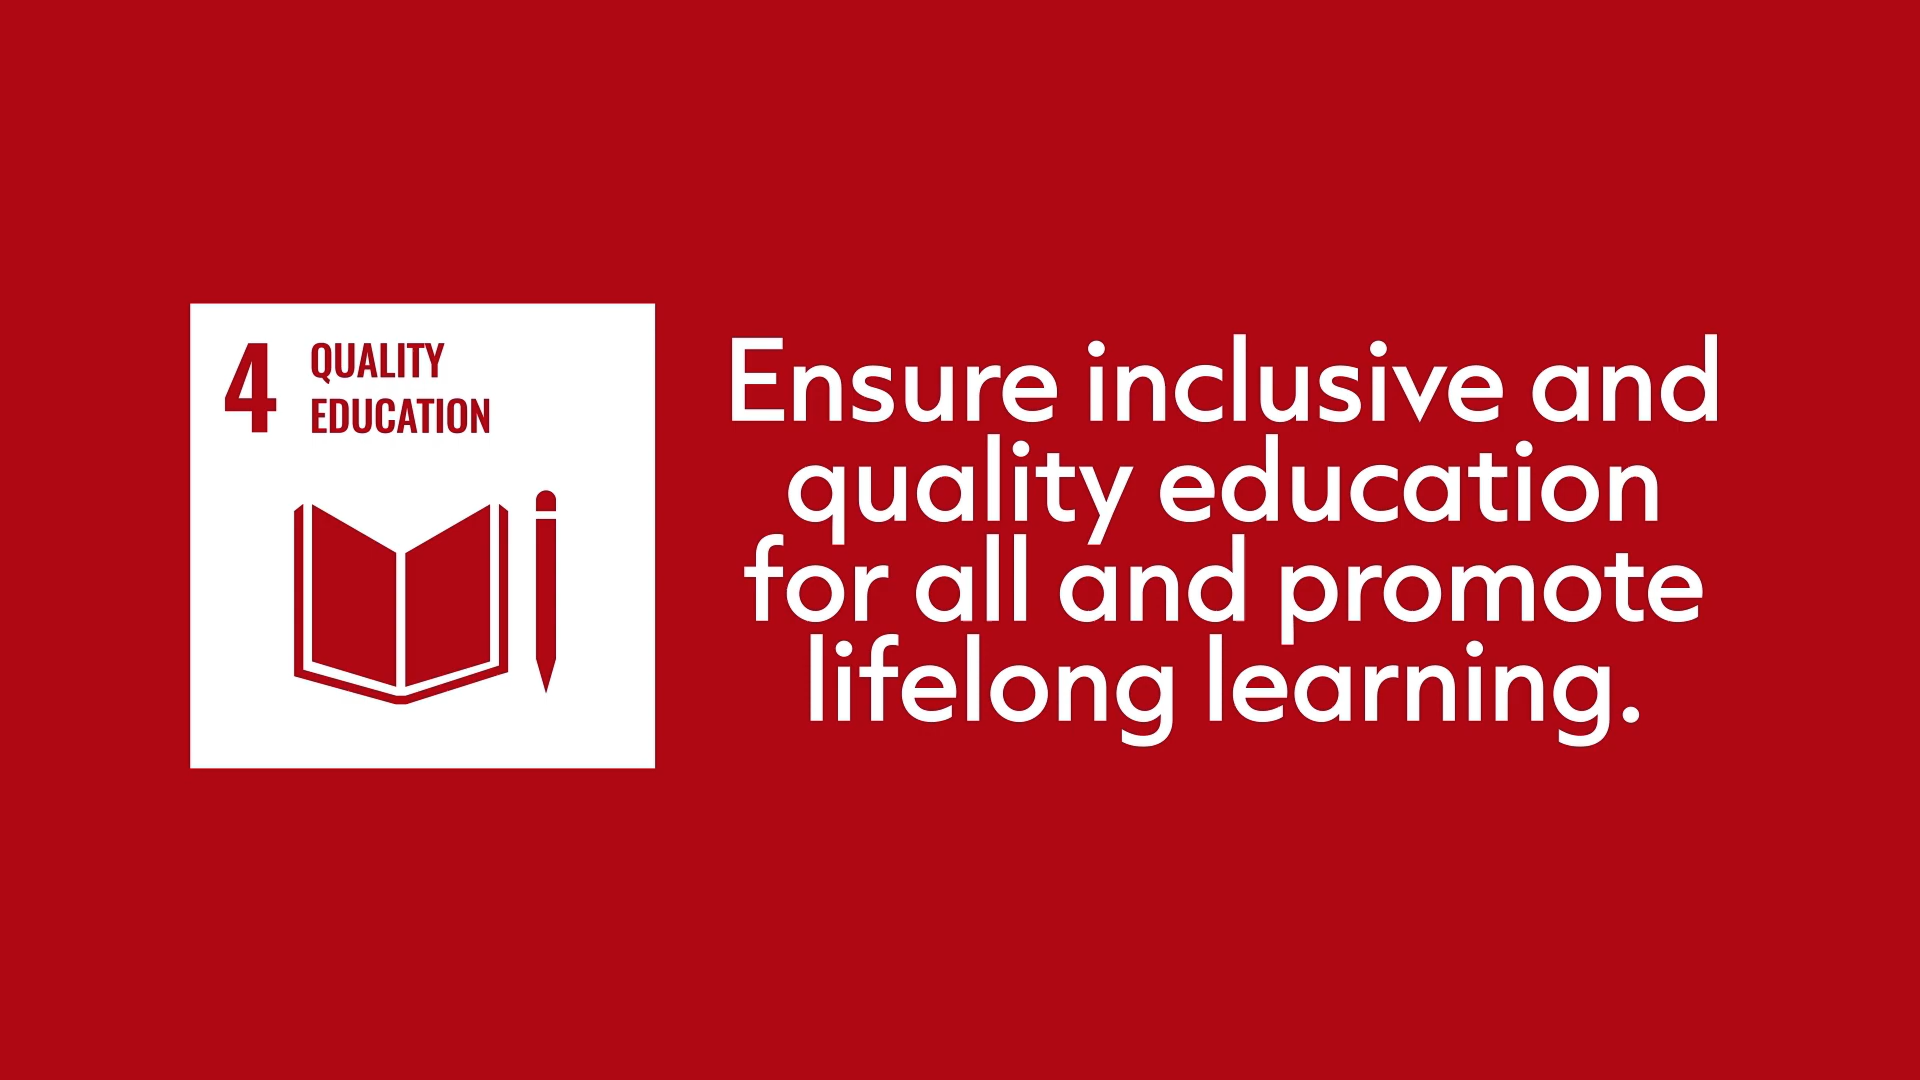 4
QUALITY
EDUCATION
Ensure inclusive and
quality education
for all and promote
lifelong learning.